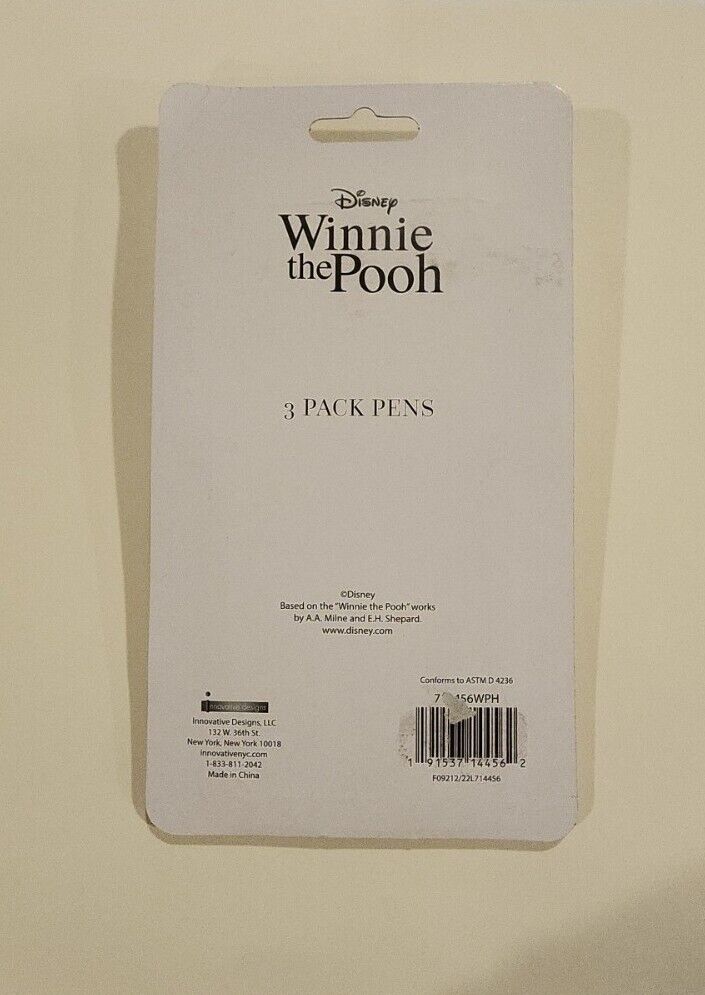 Disney
Winnie
the Pooh
3 PACK PENS
©Disney
Based on the "Winnie the Pooh" works
by A.A. Milne and E.H. Shepard.
www.disney.com
Conforms to ASTM D 4236
innovative designs
Innovative Designs, LLC
132 W. 36th St.
New York, New York 10018
innovativenyc.com
1-833-811-2042
Made in China
1 91537 14456 2
F09212/22L714456